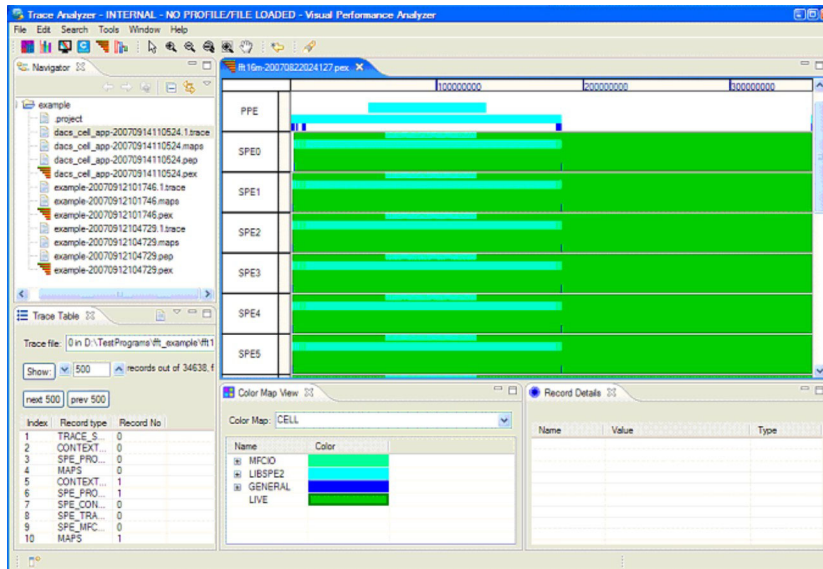 Trace Analyzer - INTERNAL - NO PROFILE/FILE LOADED - Visual Performance Analyzer
File Edit Search Tools Window Help
Navigator
example
.project
dacs_cell_app-20070914110524.1.trace
dacs_cell_app-20070914110524.maps
dacs_cell_app-20070914110524.pep
dacs_cell_app-20070914110524.pex
example-20070912101746.1.trace
example-20070912101746.maps
example-20070912101746.pex
example-20070912104729.1.trace
example-20070912104729.maps
example-20070912104729.pep
example-20070912104729.pex
fft16m-20070822024127.pex
100000000 200000000 300000000
PPE
SPE0
SPE1
SPE2
SPE3
SPE4
SPE5
Trace Table
Trace file: 0 in D:\TestPrograms\fft_example\fft1
Show: 500 records out of 34638, f
next 500 prev 500
Index Record type Record No
1 TRACE_S... 0
2 CONTEXT... 0
3 SPE_PRO... 0
4 MAPS 0
5 CONTEXT... 1
6 SPE_PRO... 1
7 SPE_CON... 0
8 SPE_TRA... 0
9 SPE_MFC... 0
10 MAPS 1
Color Map View
Color Map: CELL
Name Color
MFCIO
LIBSPE2
GENERAL
LIVE
Record Details
Name Value Type